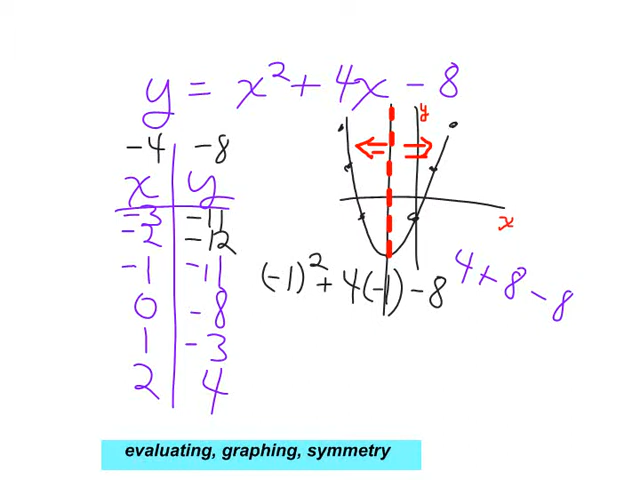 y = x² + 4x - 8
y
-4 -8
x y
-3 -11
-2 -12
-1 -11
0 -8
1 -3
2 4
x
(-1)² + 4(-1) - 8
4 + 8 - 8
evaluating, graphing, symmetry